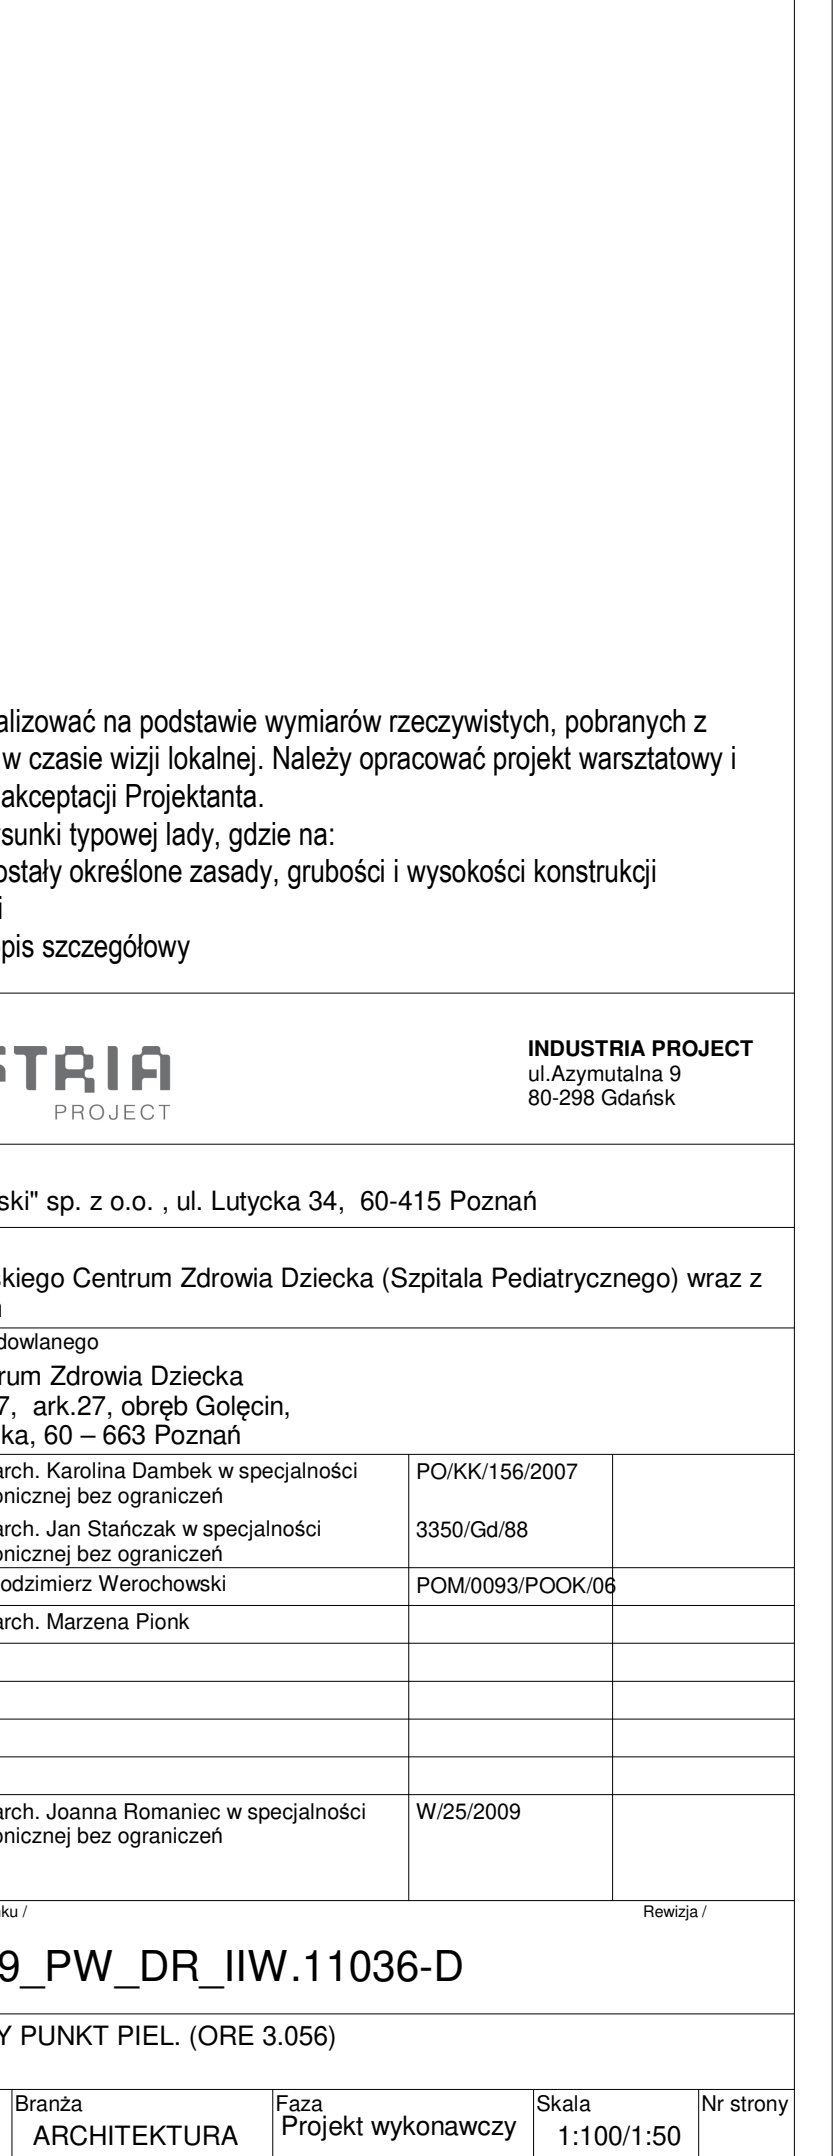 alizować na podstawie wymiarów rzeczywistych, pobranych z
w czasie wizji lokalnej. Należy opracować projekt warsztatowy i
akceptacji Projektanta.
sunki typowej lady, gdzie na:
ostały określone zasady, grubości i wysokości konstrukcji
i
pis szczegółowy
STRIA
PROJECT
INDUSTRIA PROJECT
ul.Azymutalna 9
80-298 Gdańsk
ski" sp. z o.o. , ul. Lutycka 34, 60-415 Poznań
kiego Centrum Zdrowia Dziecka (Szpitala Pediatrycznego) wraz z
dowlanego
rum Zdrowia Dziecka
7, ark.27, obręb Golęcin,
ka, 60 – 663 Poznań
arch. Karolina Dambek w specjalności
onicznej bez ograniczeń
PO/KK/156/2007
arch. Jan Stańczak w specjalności
onicznej bez ograniczeń
3350/Gd/88
odzimierz Werochowski
POM/0093/POOK/06
arch. Marzena Pionk
arch. Joanna Romaniec w specjalności
onicznej bez ograniczeń
W/25/2009
ku /
Rewizja /
9_PW_DR_IIW.11036-D
Y PUNKT PIEL. (ORE 3.056)
Branża
ARCHITEKTURA
Faza
Projekt wykonawczy
Skala
1:100/1:50
Nr strony